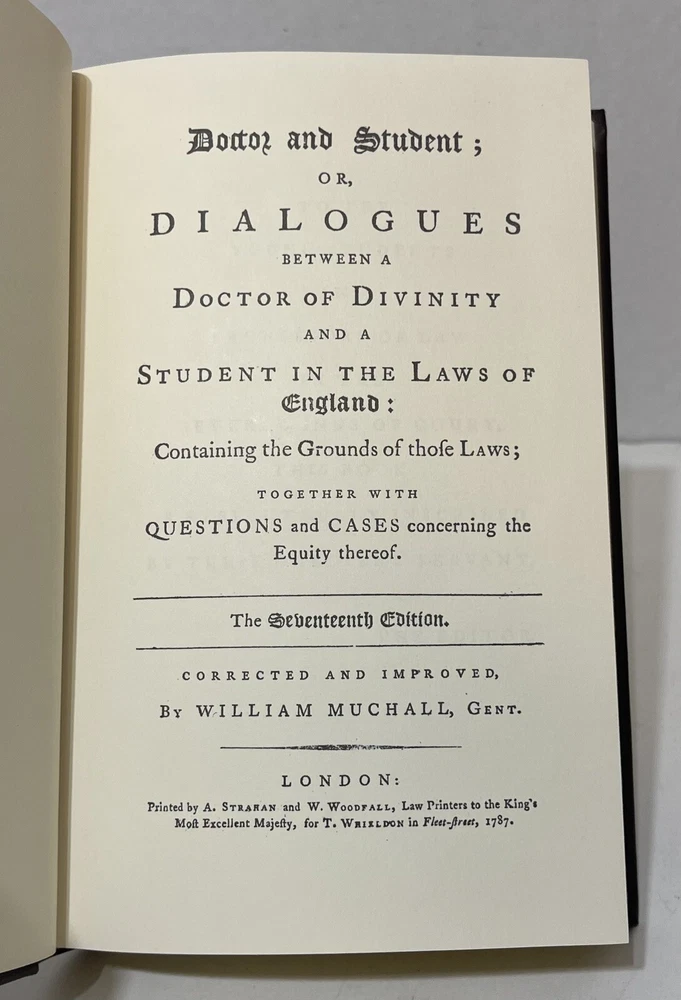 Doctor and Student;
OR,
DIALOGUES
BETWEEN A
DOCTOR OF DIVINITY
AND A
STUDENT IN THE LAWS OF
England:
Containing the Grounds of thoſe LAWS;
TOGETHER WITH
QUESTIONS and CASES concerning the
Equity thereof.
The Seventeenth Edition.
CORRECTED AND IMPROVED,
By WILLIAM MUCHALL, GENT.
LONDON:
Printed by A. STRAHAN and W. WOODFALL, Law Printers to the King's
Moſt Excellent Majeſty, for T. WHIELDON in Fleet-ſtreet, 1787.